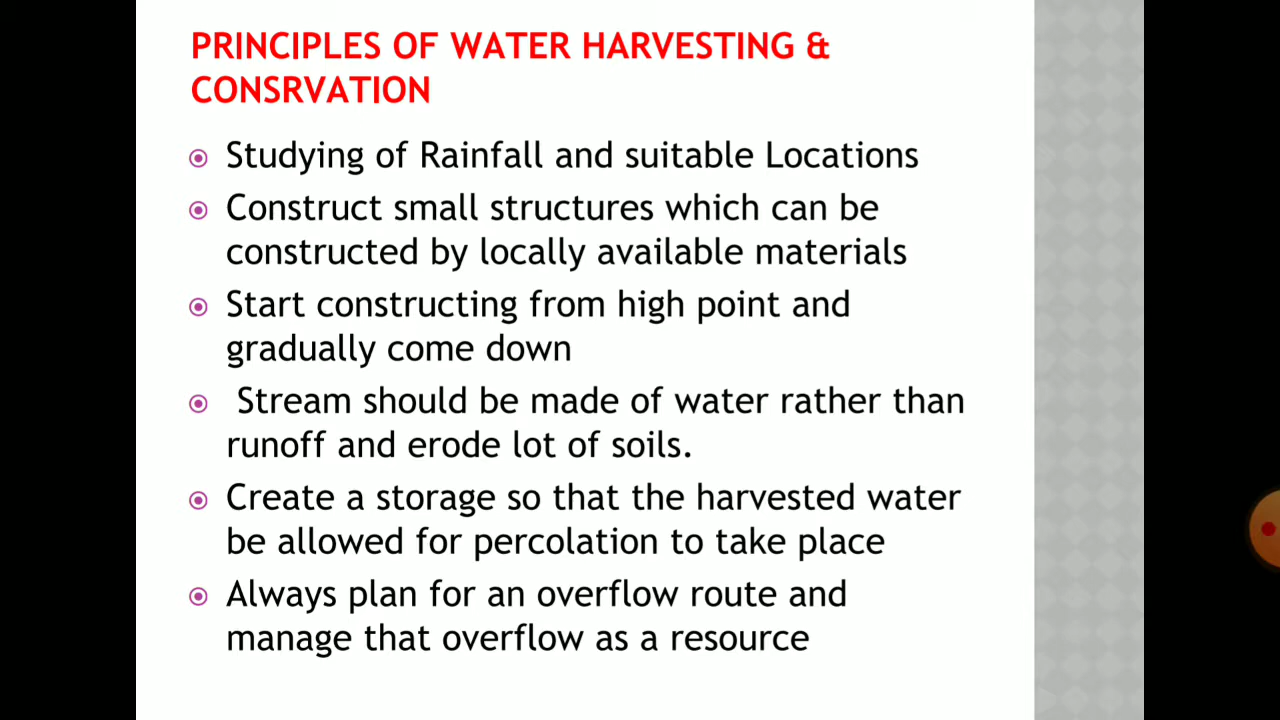 PRINCIPLES OF WATER HARVESTING &
CONSRVATION
Studying of Rainfall and suitable Locations
Construct small structures which can be
constructed by locally available materials
Start constructing from high point and
gradually come down
Stream should be made of water rather than
runoff and erode lot of soils.
Create a storage so that the harvested water
be allowed for percolation to take place
Always plan for an overflow route and
manage that overflow as a resource